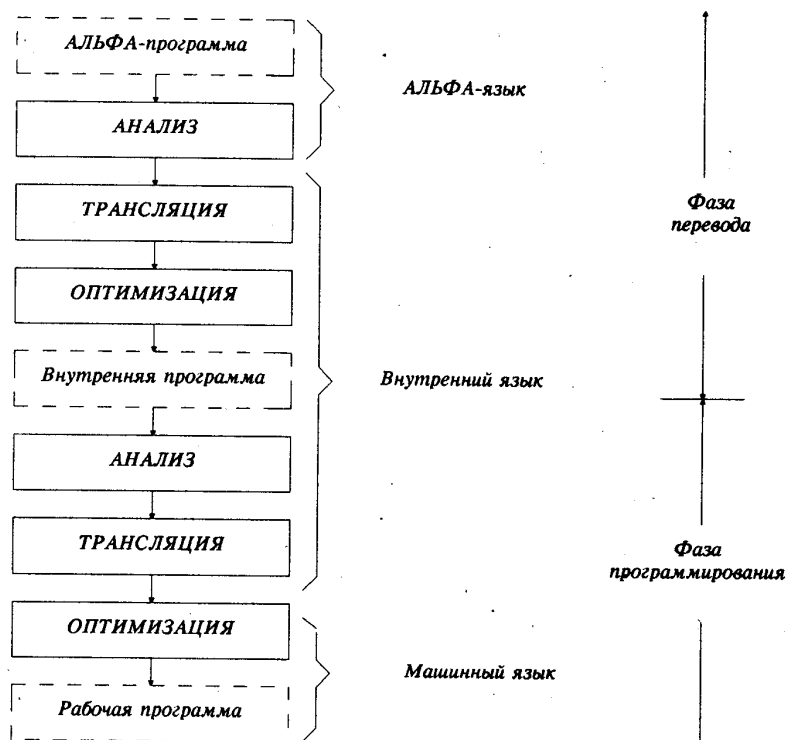 АЛЬФА-программа
АНАЛИЗ
ТРАНСЛЯЦИЯ
ОПТИМИЗАЦИЯ
Внутренняя программа
АНАЛИЗ
ТРАНСЛЯЦИЯ
ОПТИМИЗАЦИЯ
Рабочая программа
АЛЬФА-язык
Внутренний язык
Машинный язык
Фаза
перевода
Фаза
программирования